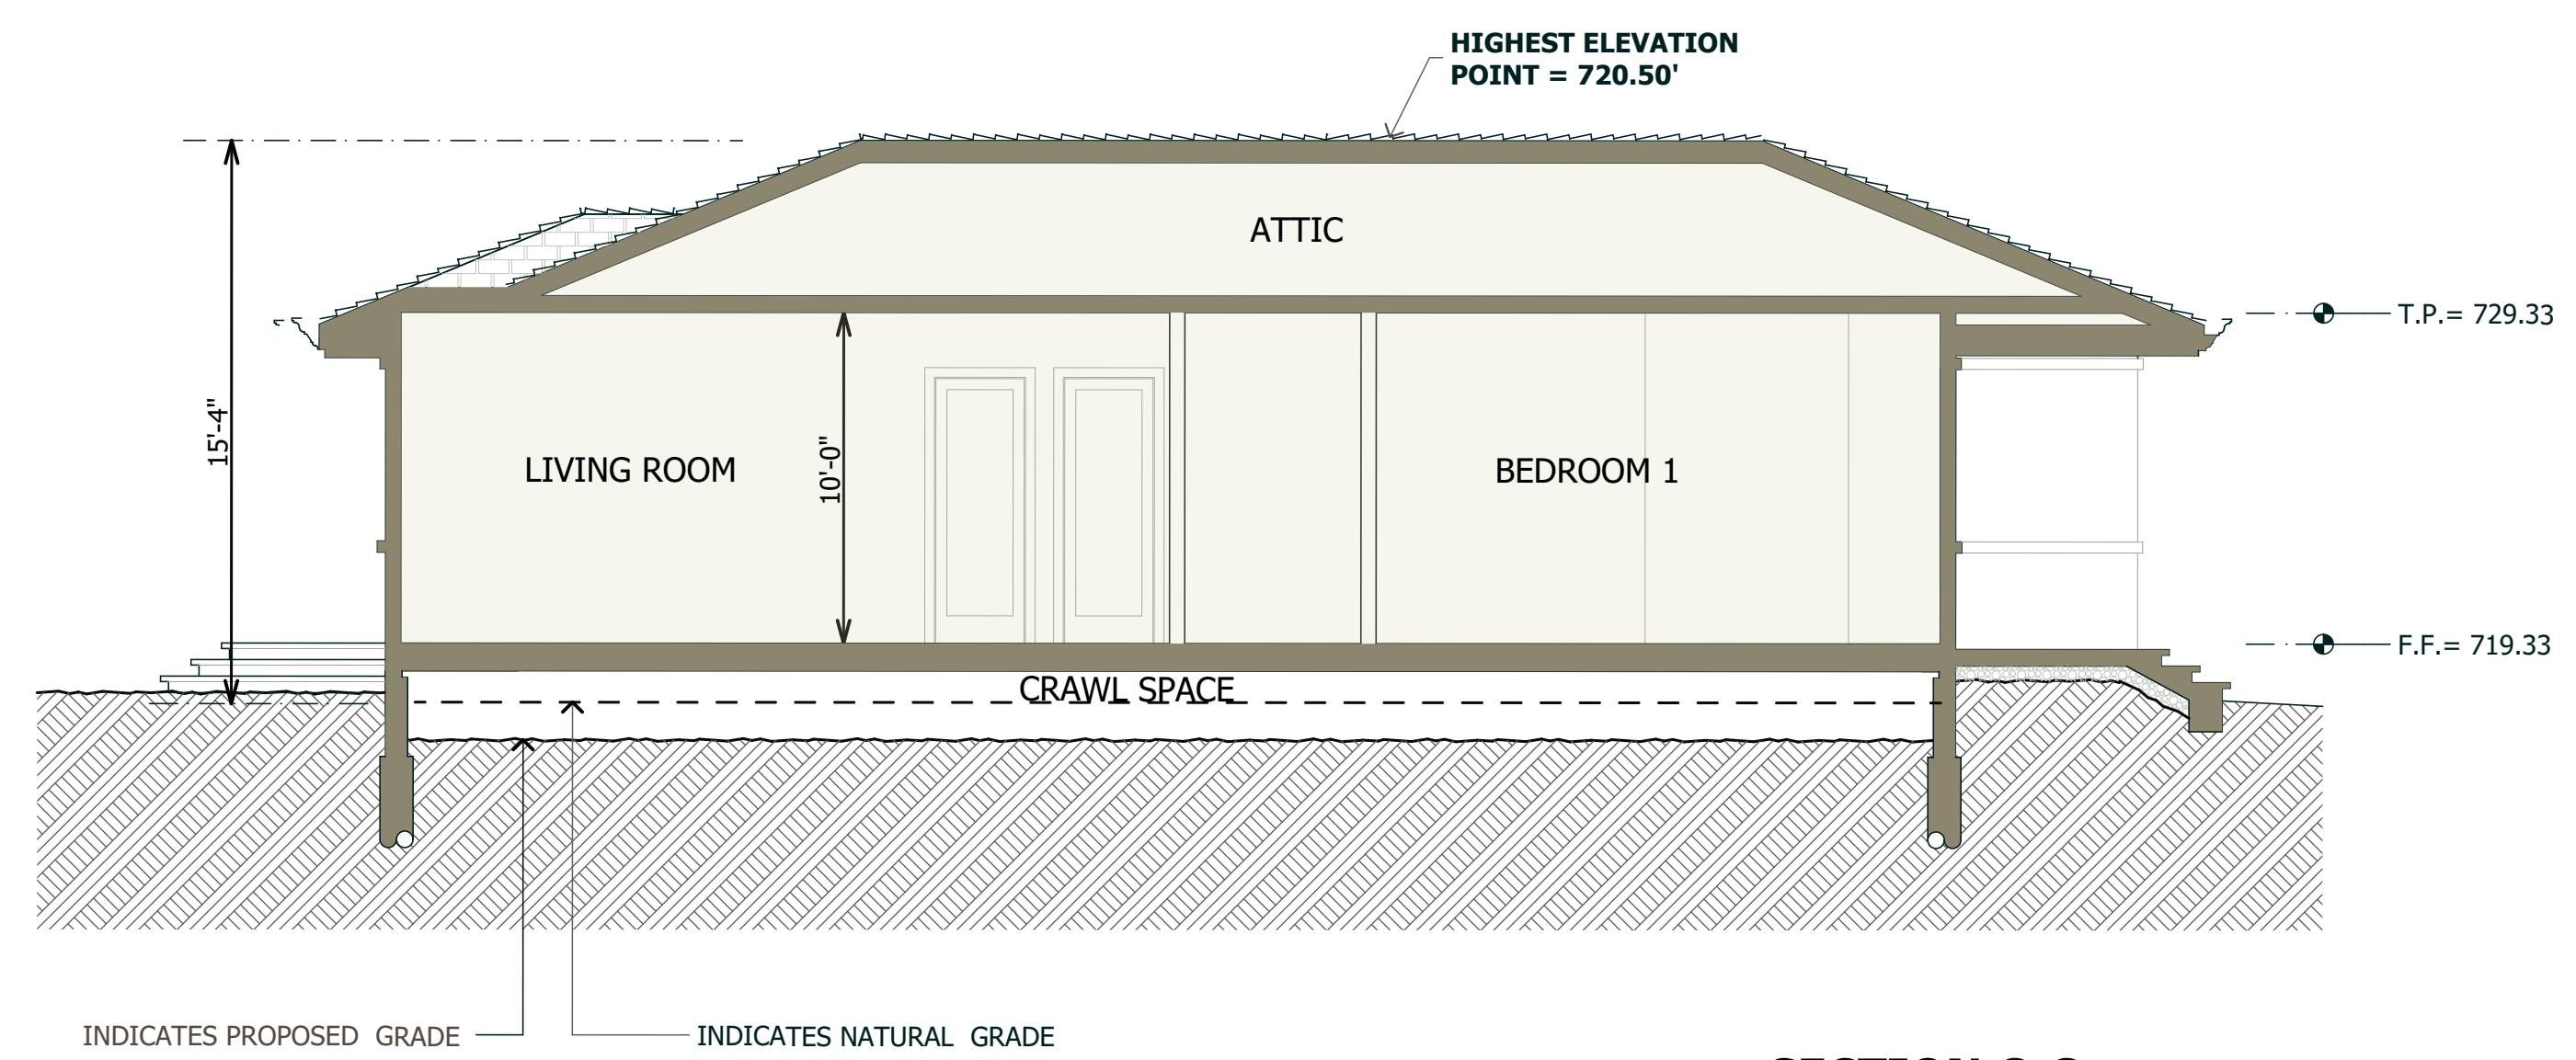 HIGHEST ELEVATION
POINT = 720.50'
ATTIC
T.P.= 729.33
15'-4"
10'-0"
LIVING ROOM
BEDROOM 1
F.F.= 719.33
CRAWL SPACE
INDICATES PROPOSED GRADE
INDICATES NATURAL GRADE